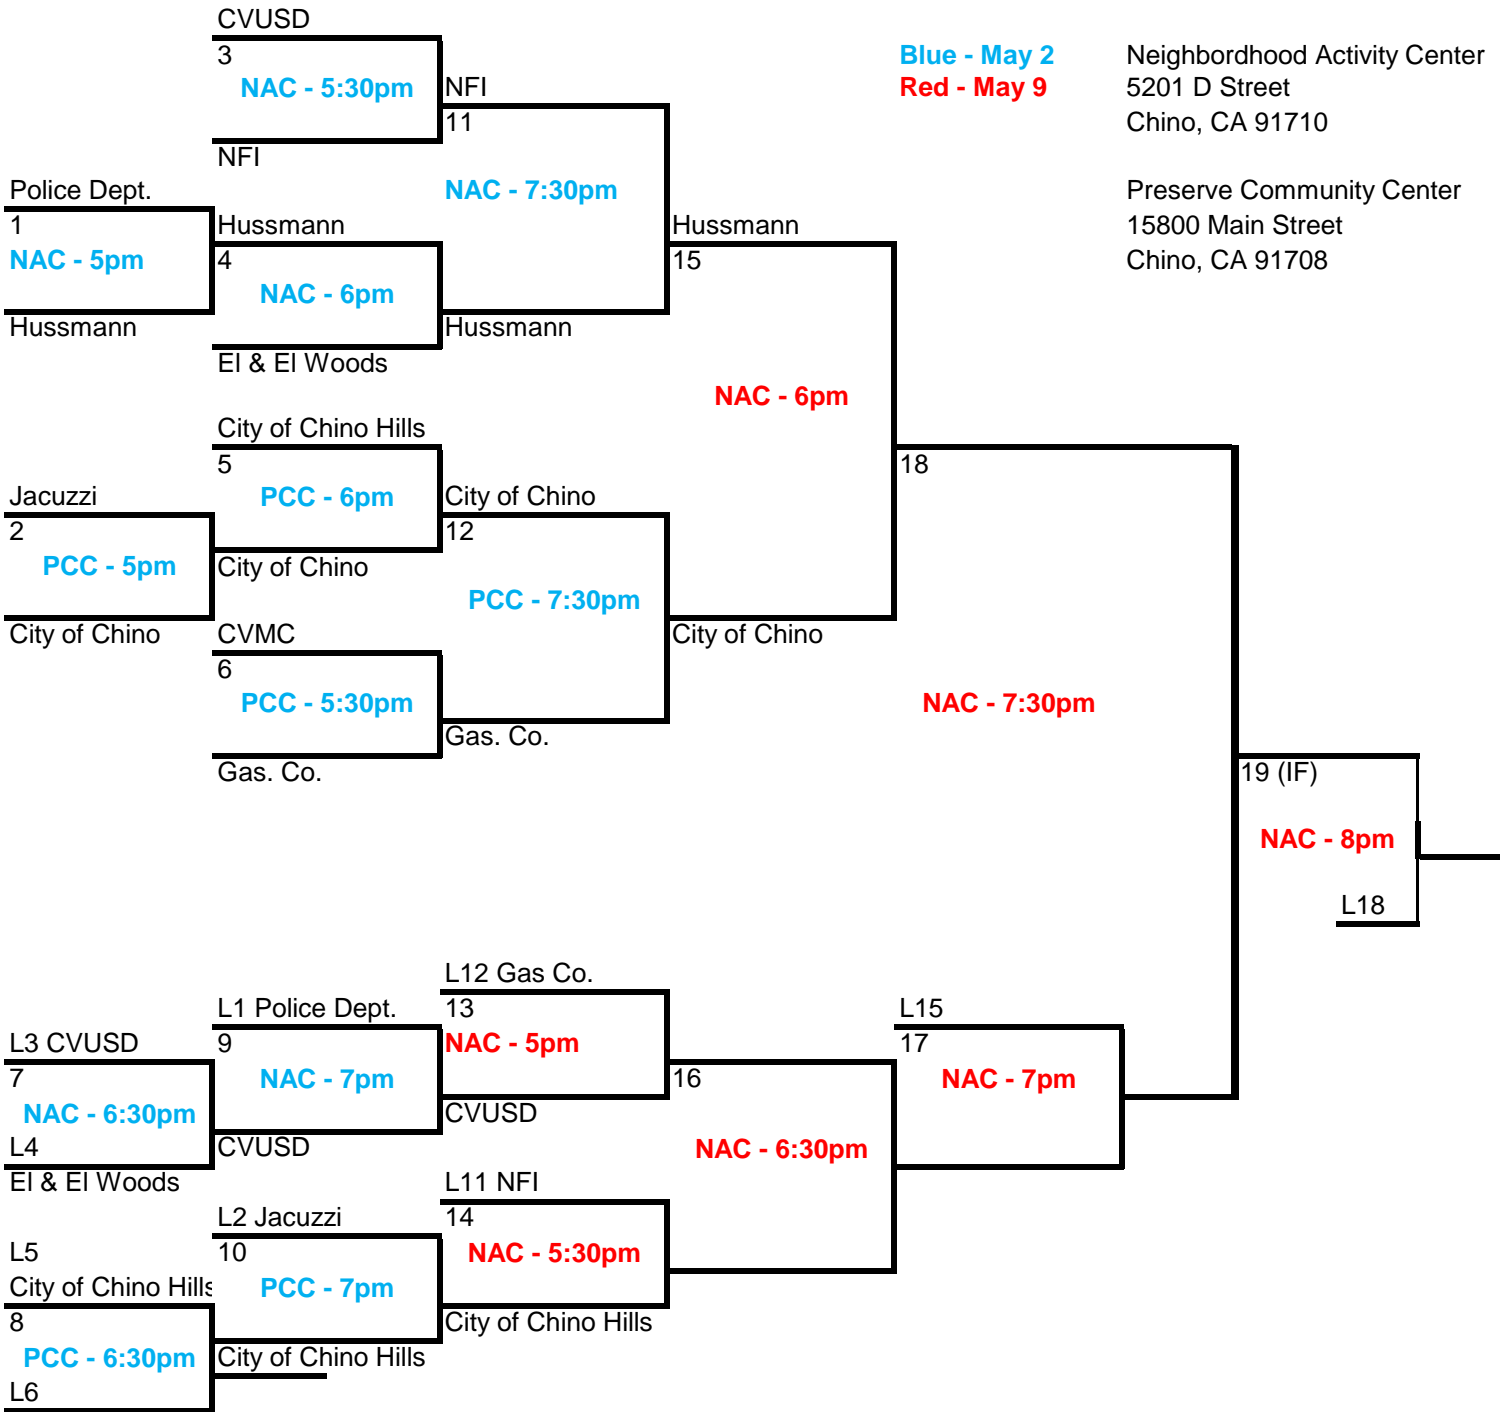 CVUSD
3
NAC - 5:30pm
NFI
Blue - May 2
Red - May 9
Neighbordhood Activity Center
5201 D Street
Chino, CA 91710
Preserve Community Center
15800 Main Street
Chino, CA 91708
NFI
11
NAC - 7:30pm
Police Dept.
1
NAC - 5pm
Hussmann
Hussmann
4
NAC - 6pm
El & El Woods
Hussmann
Hussmann
15
NAC - 6pm
City of Chino Hills
5
PCC - 6pm
City of Chino
Jacuzzi
2
PCC - 5pm
City of Chino
City of Chino
12
PCC - 7:30pm
City of Chino
CVMC
6
PCC - 5:30pm
Gas. Co.
Gas. Co.
18
NAC - 7:30pm
19 (IF)
NAC - 8pm
L18
L12 Gas Co.
13
NAC - 5pm
CVUSD
L1 Police Dept.
9
NAC - 7pm
CVUSD
L3 CVUSD
7
NAC - 6:30pm
L4
El & El Woods
16
NAC - 6:30pm
L15
17
NAC - 7pm
L11 NFI
14
NAC - 5:30pm
City of Chino Hills
L2 Jacuzzi
10
PCC - 7pm
City of Chino Hills
L5
City of Chino Hills
8
PCC - 6:30pm
L6